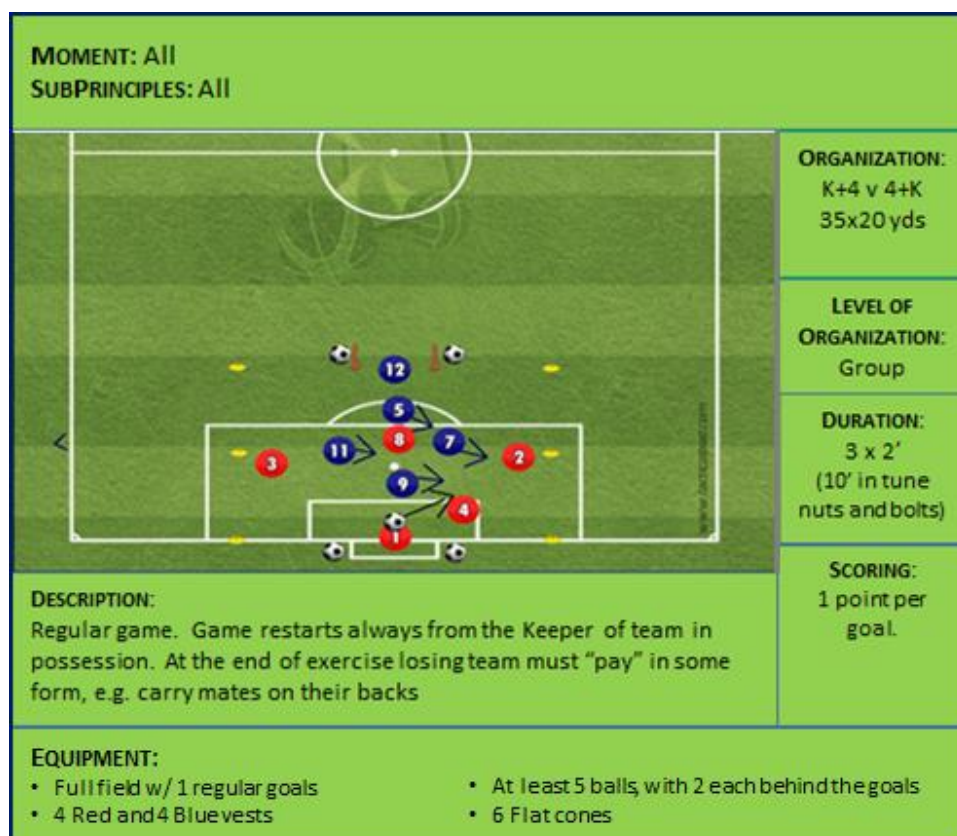 MOMENT: All
SUBPRINCIPLES: All
ORGANIZATION:
K+4 v 4+K
35x20 yds
LEVEL OF
ORGANIZATION:
Group
DURATION:
3 x 2'
(10' in tune
nuts and bolts)
SCORING:
1 point per
goal.
12
5
8
7
11
3
2
9
4
1
DESCRIPTION:
Regular game. Game restarts always from the Keeper of team in
possession. At the end of exercise losing team must "pay" in some
form, e.g. carry mates on their backs
EQUIPMENT:
• Full field w/ 1 regular goals
• 4 Red and 4 Blue vests
• At least 5 balls, with 2 each behind the goals
• 6 Flat cones